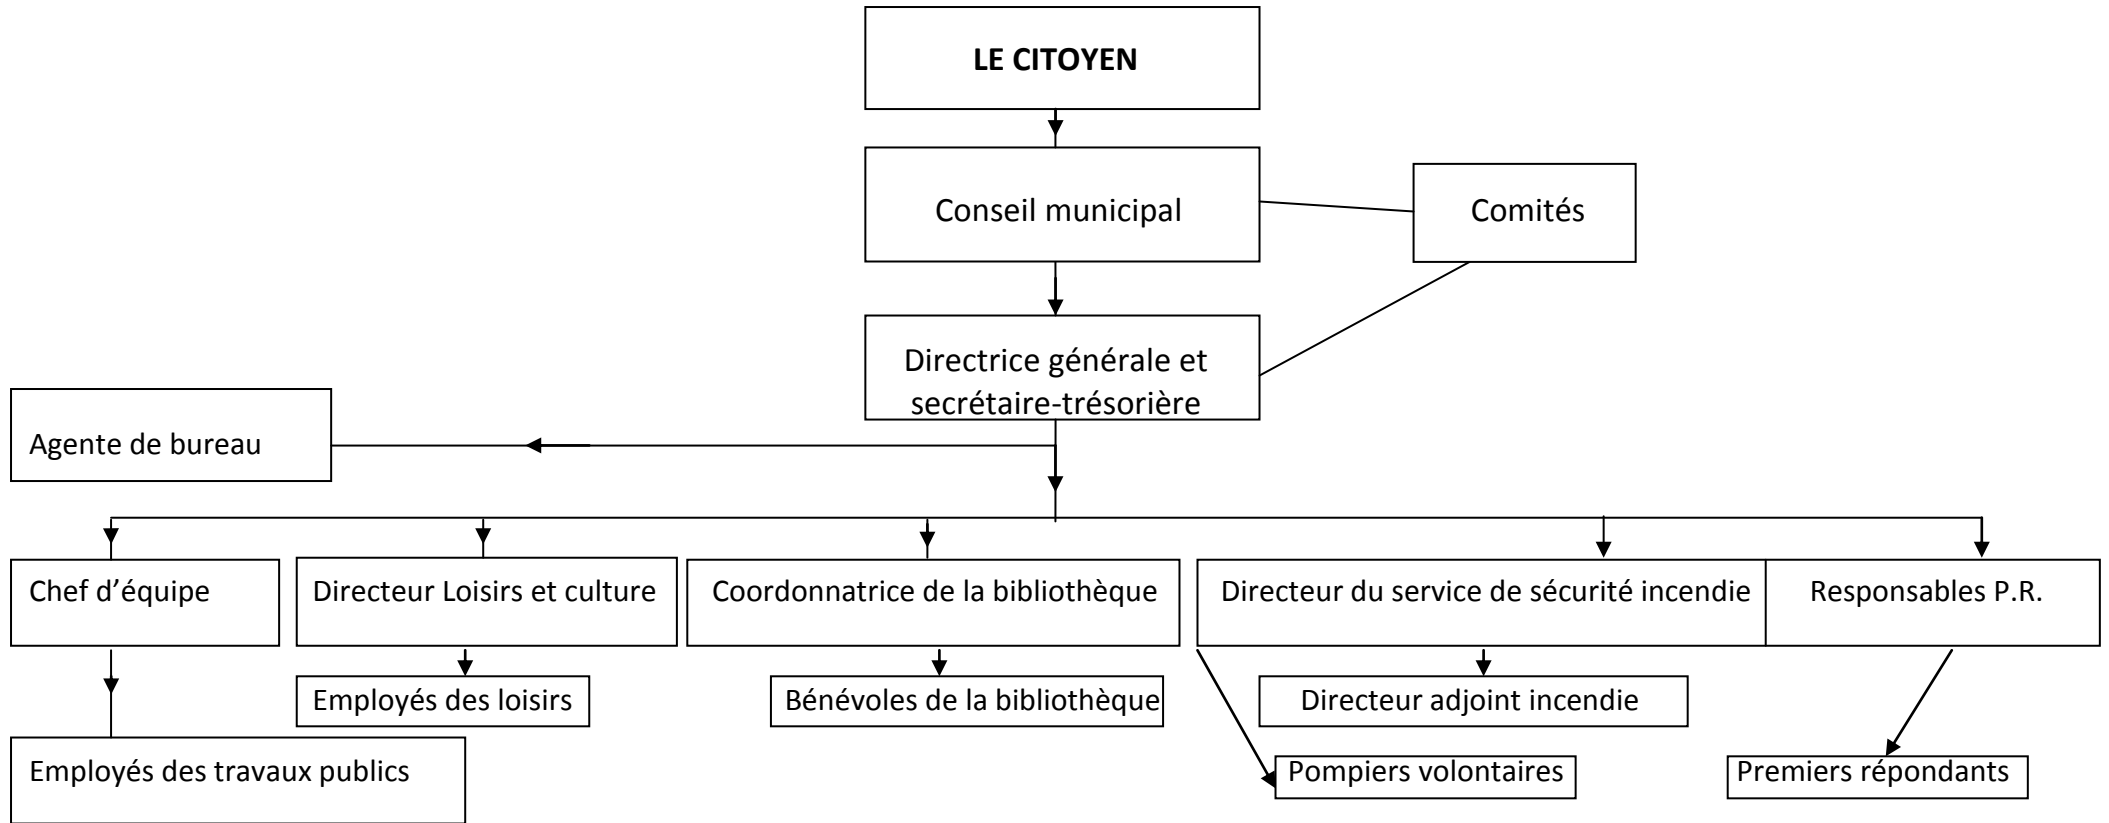 LE CITOYEN
Conseil municipal
Comités
Directrice générale et
secrétaire-trésorière
Agente de bureau
Chef d’équipe
Directeur Loisirs et culture
Coordonnatrice de la bibliothèque
Directeur du service de sécurité incendie
Responsables P.R.
Employés des loisirs
Bénévoles de la bibliothèque
Directeur adjoint incendie
Employés des travaux publics
Pompiers volontaires
Premiers répondants